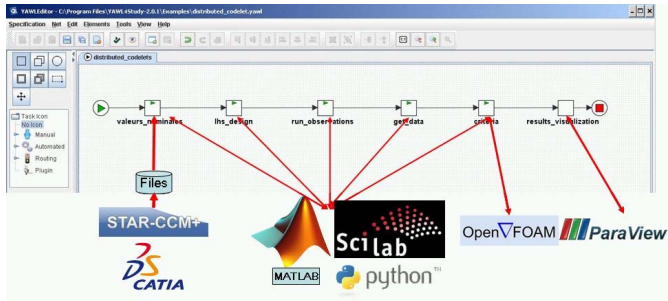 YAWLEditor - C:\Program Files\YAWL4Study-2.0.1\Examples\distributed_codelet.yawl
Specification Net Edit Elements Tools View Help
distributed_codelets
Task Icon
No Icon
Manual
Automated
Routing
Plugin
valeurs_nominales lhs_design run_observations get_data criteria results_visualization
Files
STAR-CCM+
CATIA
MATLAB
Scilab
python™
OpenFOAM
ParaView